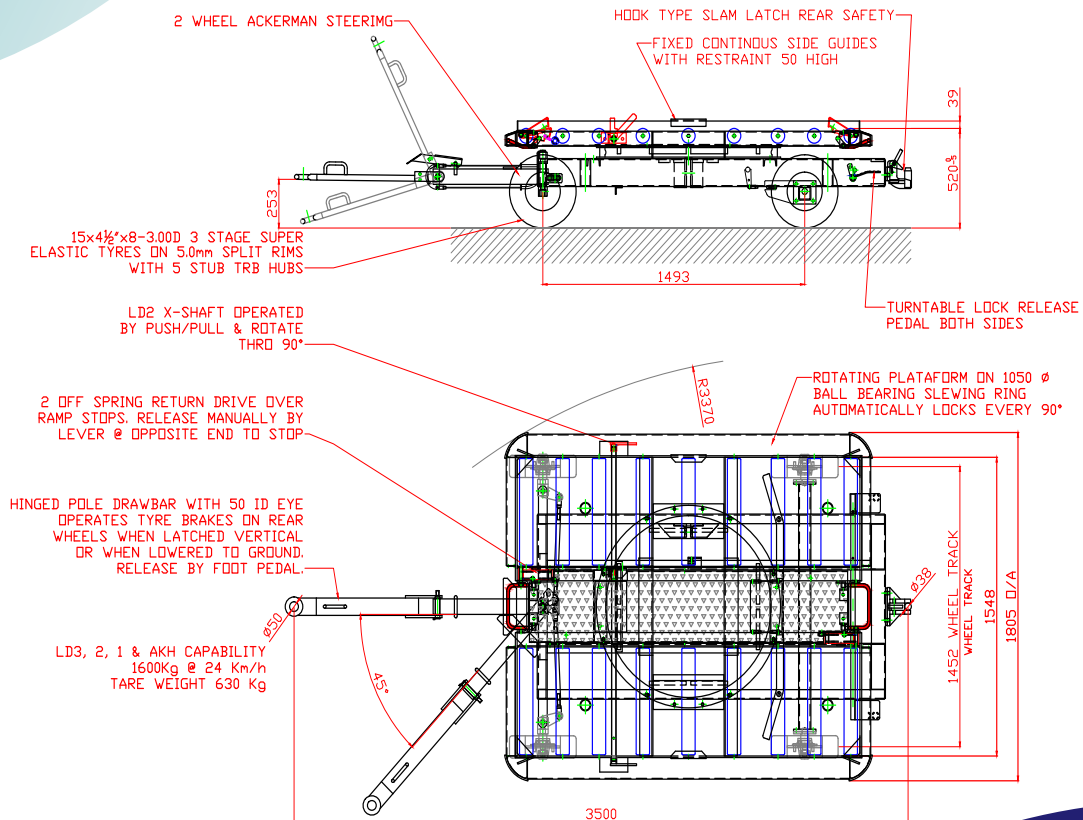 2 WHEEL ACKERMAN STEERIMG
HOOK TYPE SLAM LATCH REAR SAFETY
FIXED CONTINOUS SIDE GUIDES
WITH RESTRAINT 50 HIGH
39
520-5
253
15x4½"x8-3.00D 3 STAGE SUPER
ELASTIC TYRES ON 5.0mm SPLIT RIMS
WITH 5 STUB TRB HUBS
1493
TURNTABLE LOCK RELEASE
PEDAL BOTH SIDES
LD2 X-SHAFT OPERATED
BY PUSH/PULL & ROTATE
THRO 90°
R3370
ROTATING PLATAFORM ON 1050 Ø
BALL BEARING SLEWING RING
AUTOMATICALLY LOCKS EVERY 90°
2 OFF SPRING RETURN DRIVE OVER
RAMP STOPS. RELEASE MANUALLY BY
LEVER @ OPPOSITE END TO STOP
HINGED POLE DRAWBAR WITH 50 ID EYE
OPERATES TYRE BRAKES ON REAR
WHEELS WHEN LATCHED VERTICAL
OR WHEN LOWERED TO GROUND.
RELEASE BY FOOT PEDAL.
Ø50
Ø38
1452 WHEEL TRACK
WHEEL TRACK
1548
1805 O/A
LD3, 2, 1 & AKH CAPABILITY
1600Kg @ 24 Km/h
TARE WEIGHT 630 Kg
45°
3500